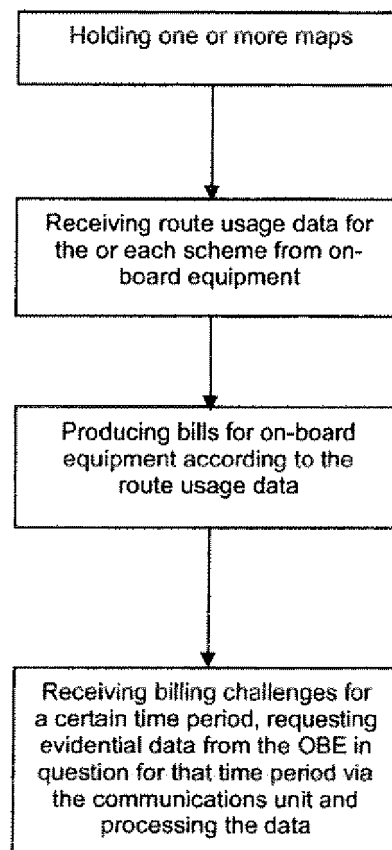 Holding one or more maps
Receiving route usage data for
the or each scheme from on-
board equipment
Producing bills for on-board
equipment according to the
route usage data
Receiving billing challenges for
a certain time period, requesting
evidential data from the OBE in
question for that time period via
the communications unit and
processing the data